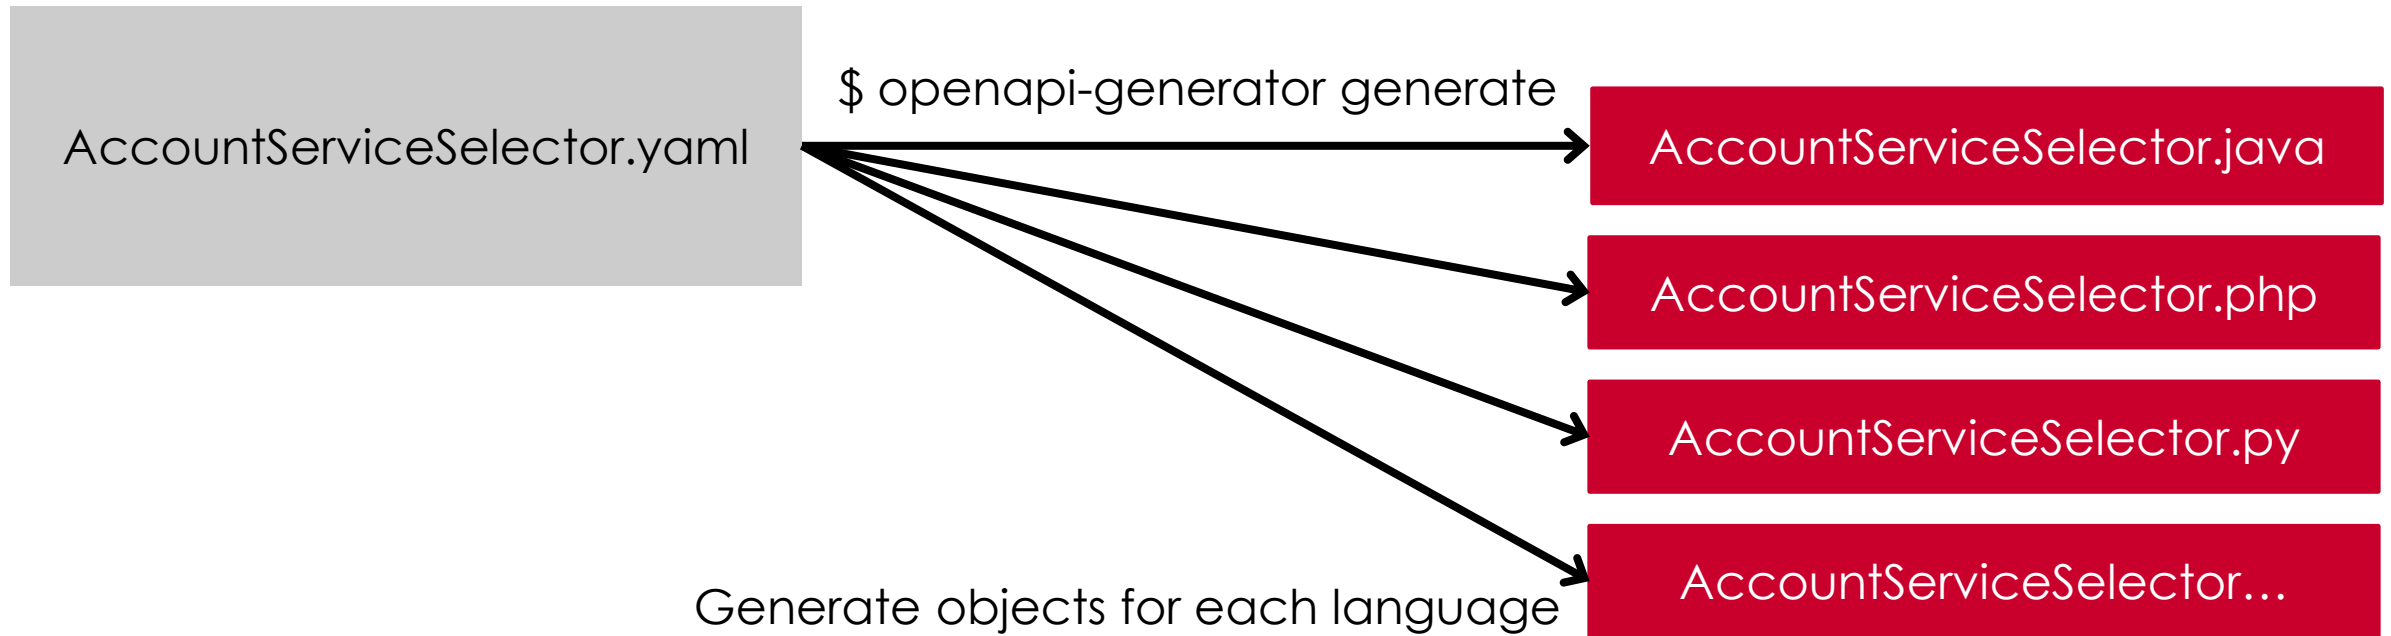 $ openapi-generator generate
AccountServiceSelector.yaml
AccountServiceSelector.java
AccountServiceSelector.php
AccountServiceSelector.py
AccountServiceSelector...
Generate objects for each language